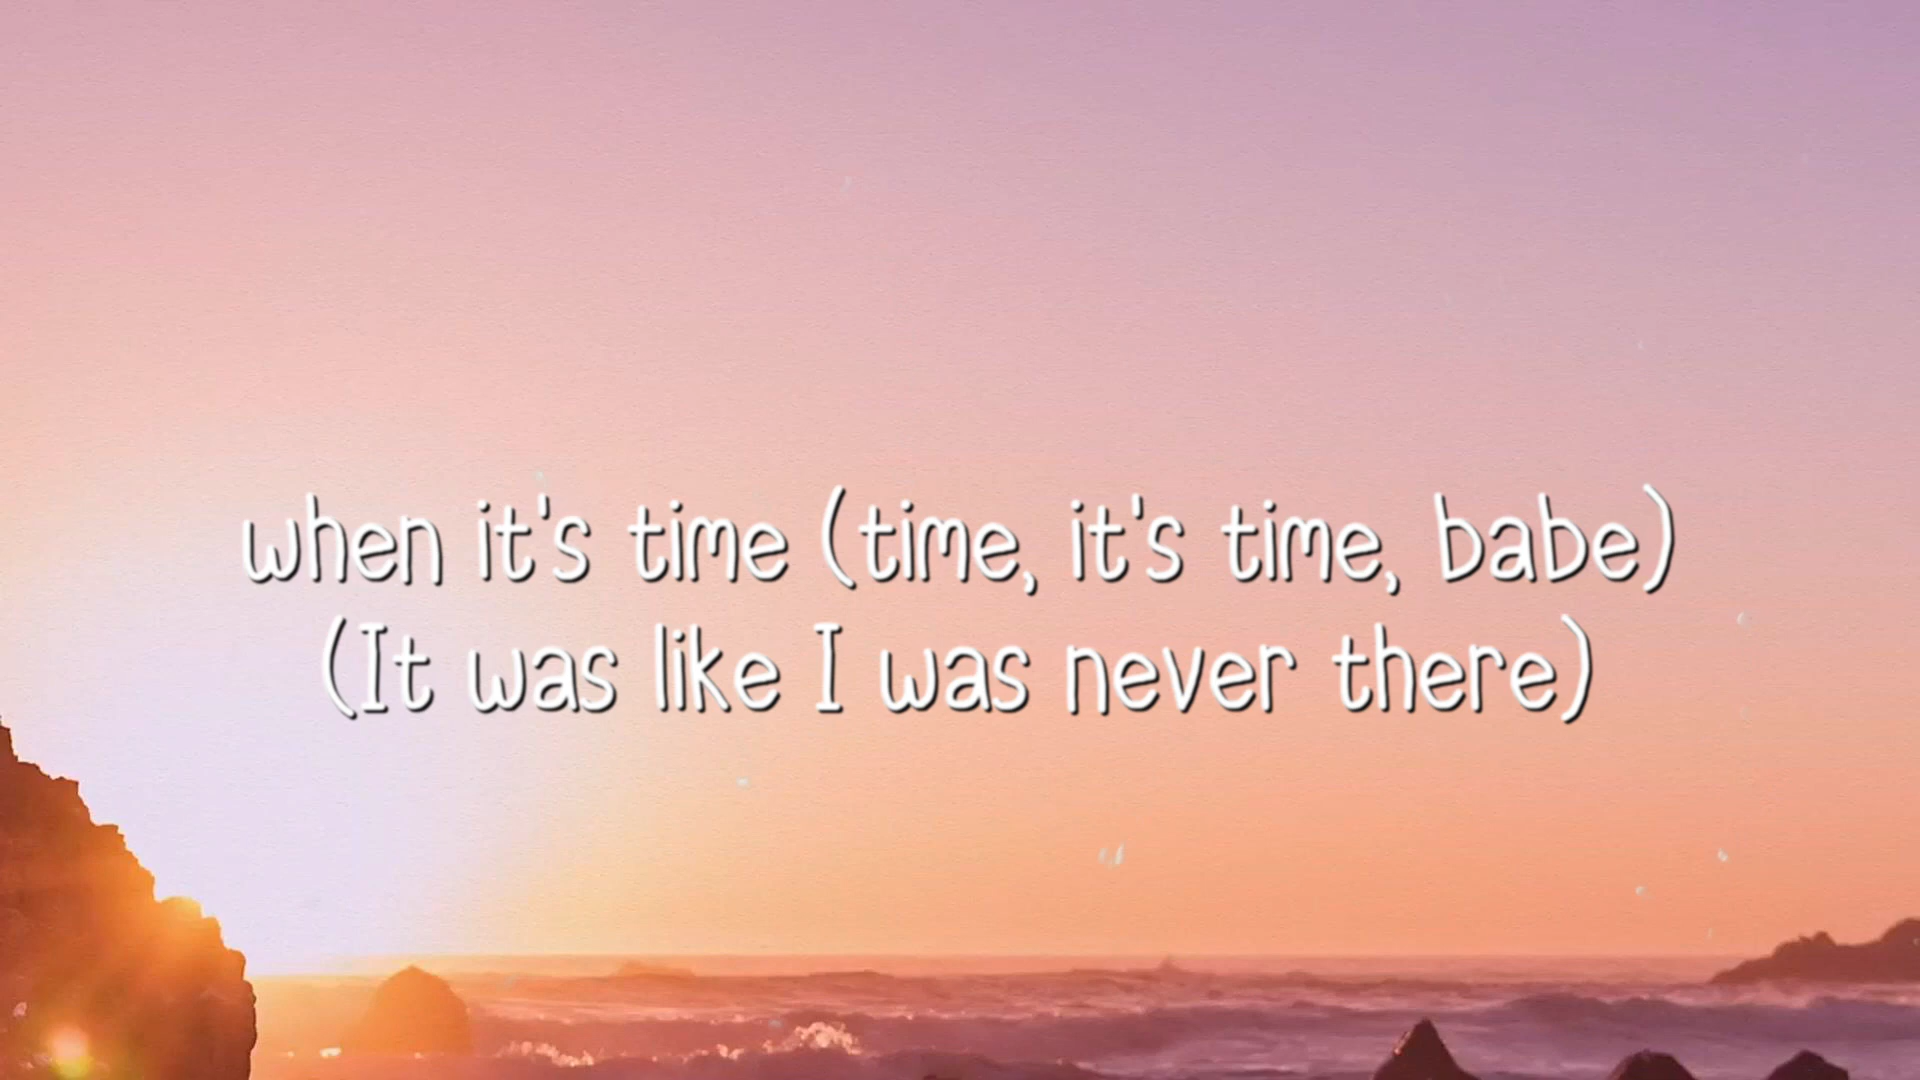 when it's time (time, it's time, babe)
(It was like I was never there)